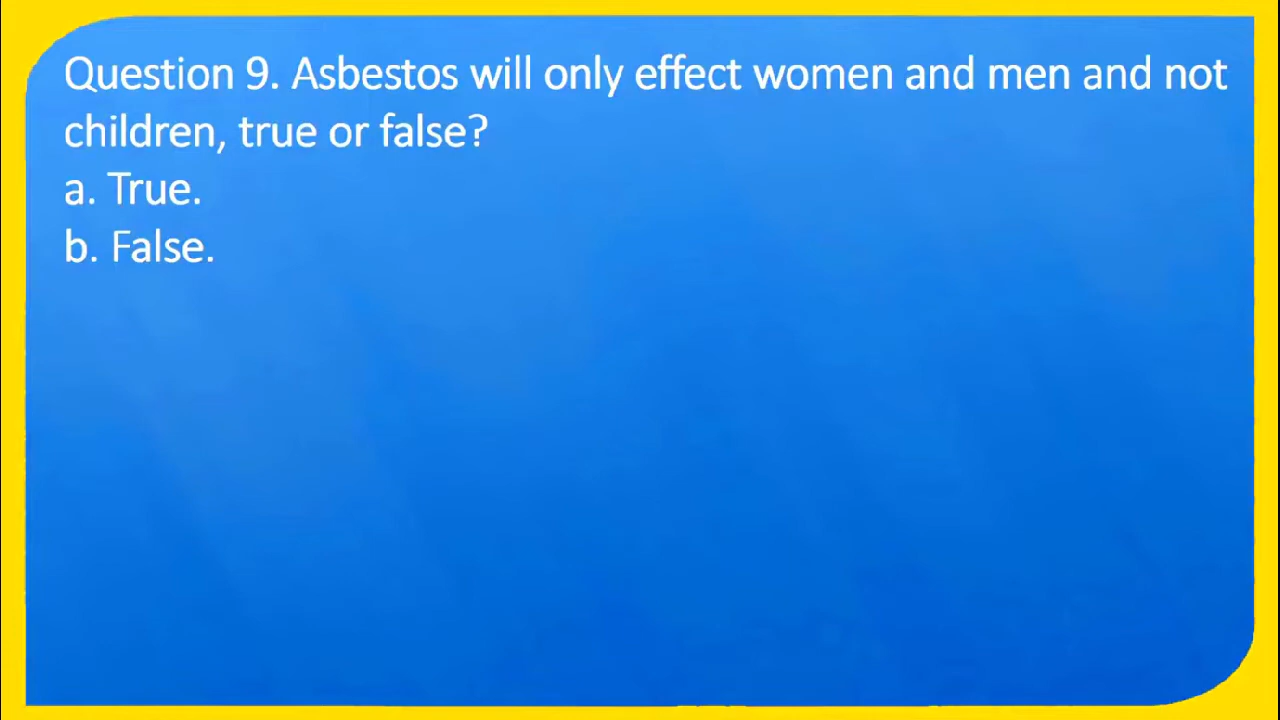 Question 9. Asbestos will only effect women and men and not
children, true or false?
a. True.
b. False.